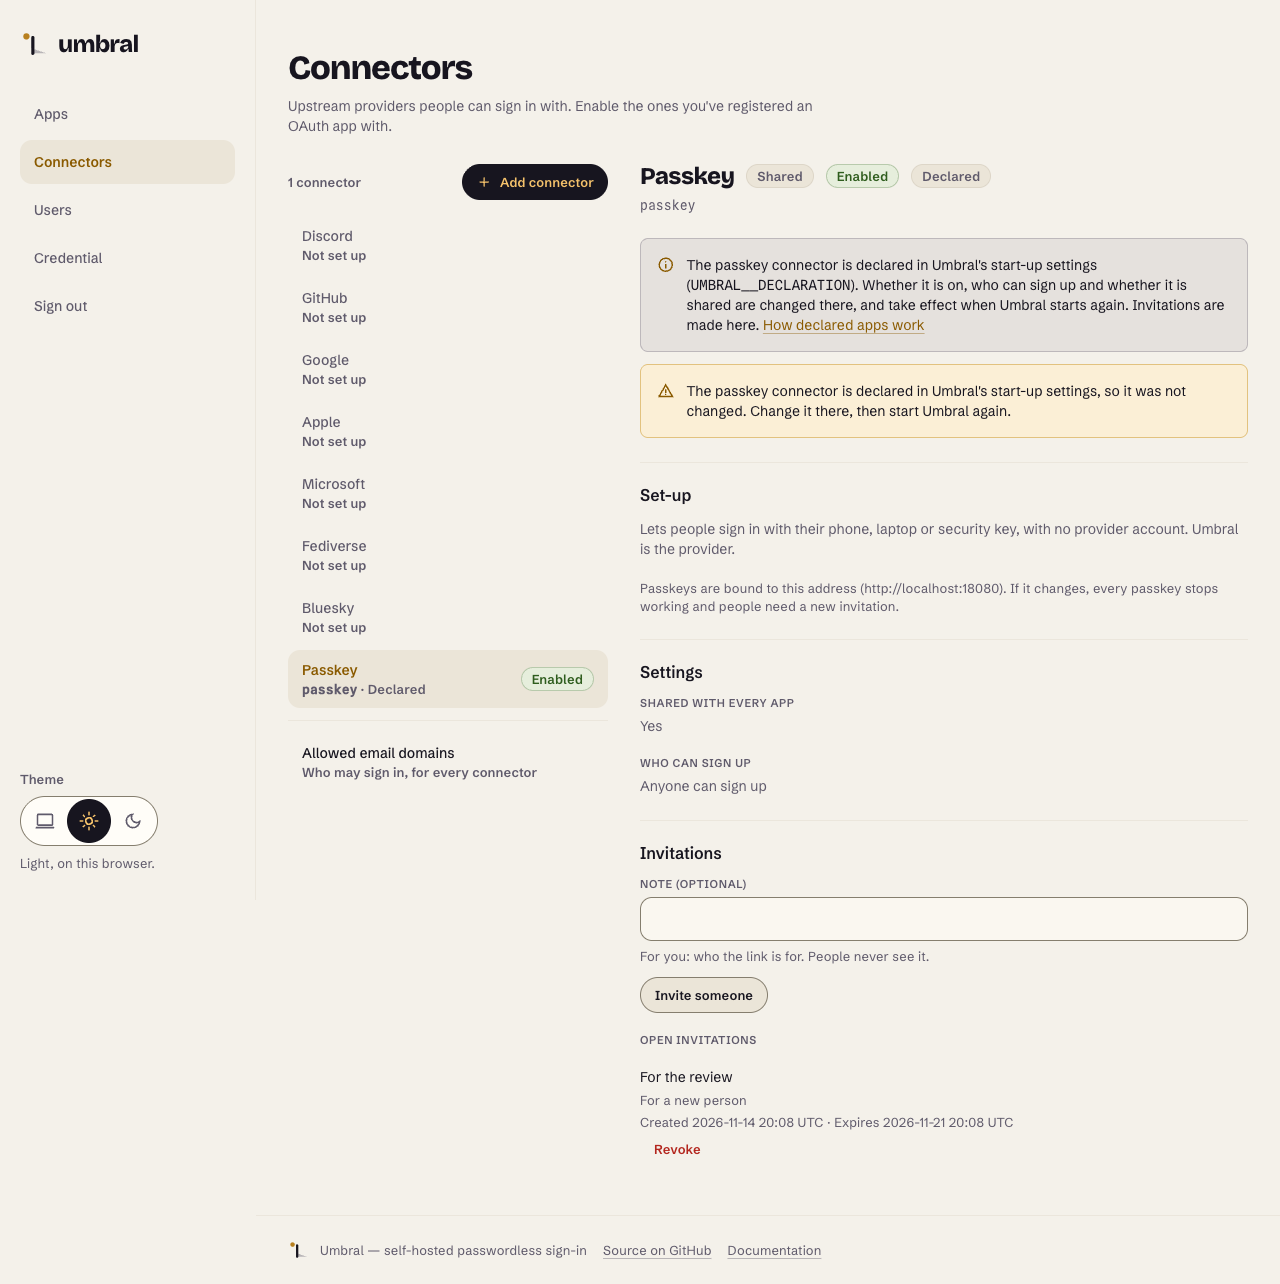 umbral
Apps
Connectors
Users
Credential
Sign out
Theme
Light, on this browser.
Connectors
Upstream providers people can sign in with. Enable the ones you've registered an
OAuth app with.
1 connector
Add connector
Discord
Not set up
GitHub
Not set up
Google
Not set up
Apple
Not set up
Microsoft
Not set up
Fediverse
Not set up
Bluesky
Not set up
Passkey
passkey · Declared
Enabled
Allowed email domains
Who may sign in, for every connector
Passkey Shared Enabled Declared
passkey
The passkey connector is declared in Umbral's start-up settings
(UMBRAL__DECLARATION). Whether it is on, who can sign up and whether it is
shared are changed there, and take effect when Umbral starts again. Invitations are
made here. How declared apps work
The passkey connector is declared in Umbral's start-up settings, so it was not
changed. Change it there, then start Umbral again.
Set-up
Lets people sign in with their phone, laptop or security key, with no provider account. Umbral
is the provider.
Passkeys are bound to this address (http://localhost:18080). If it changes, every passkey stops
working and people need a new invitation.
Settings
SHARED WITH EVERY APP
Yes
WHO CAN SIGN UP
Anyone can sign up
Invitations
NOTE (OPTIONAL)
For you: who the link is for. People never see it.
Invite someone
OPEN INVITATIONS
For the review
For a new person
Created 2026-11-14 20:08 UTC · Expires 2026-11-21 20:08 UTC
Revoke
Umbral — self-hosted passwordless sign-in Source on GitHub Documentation